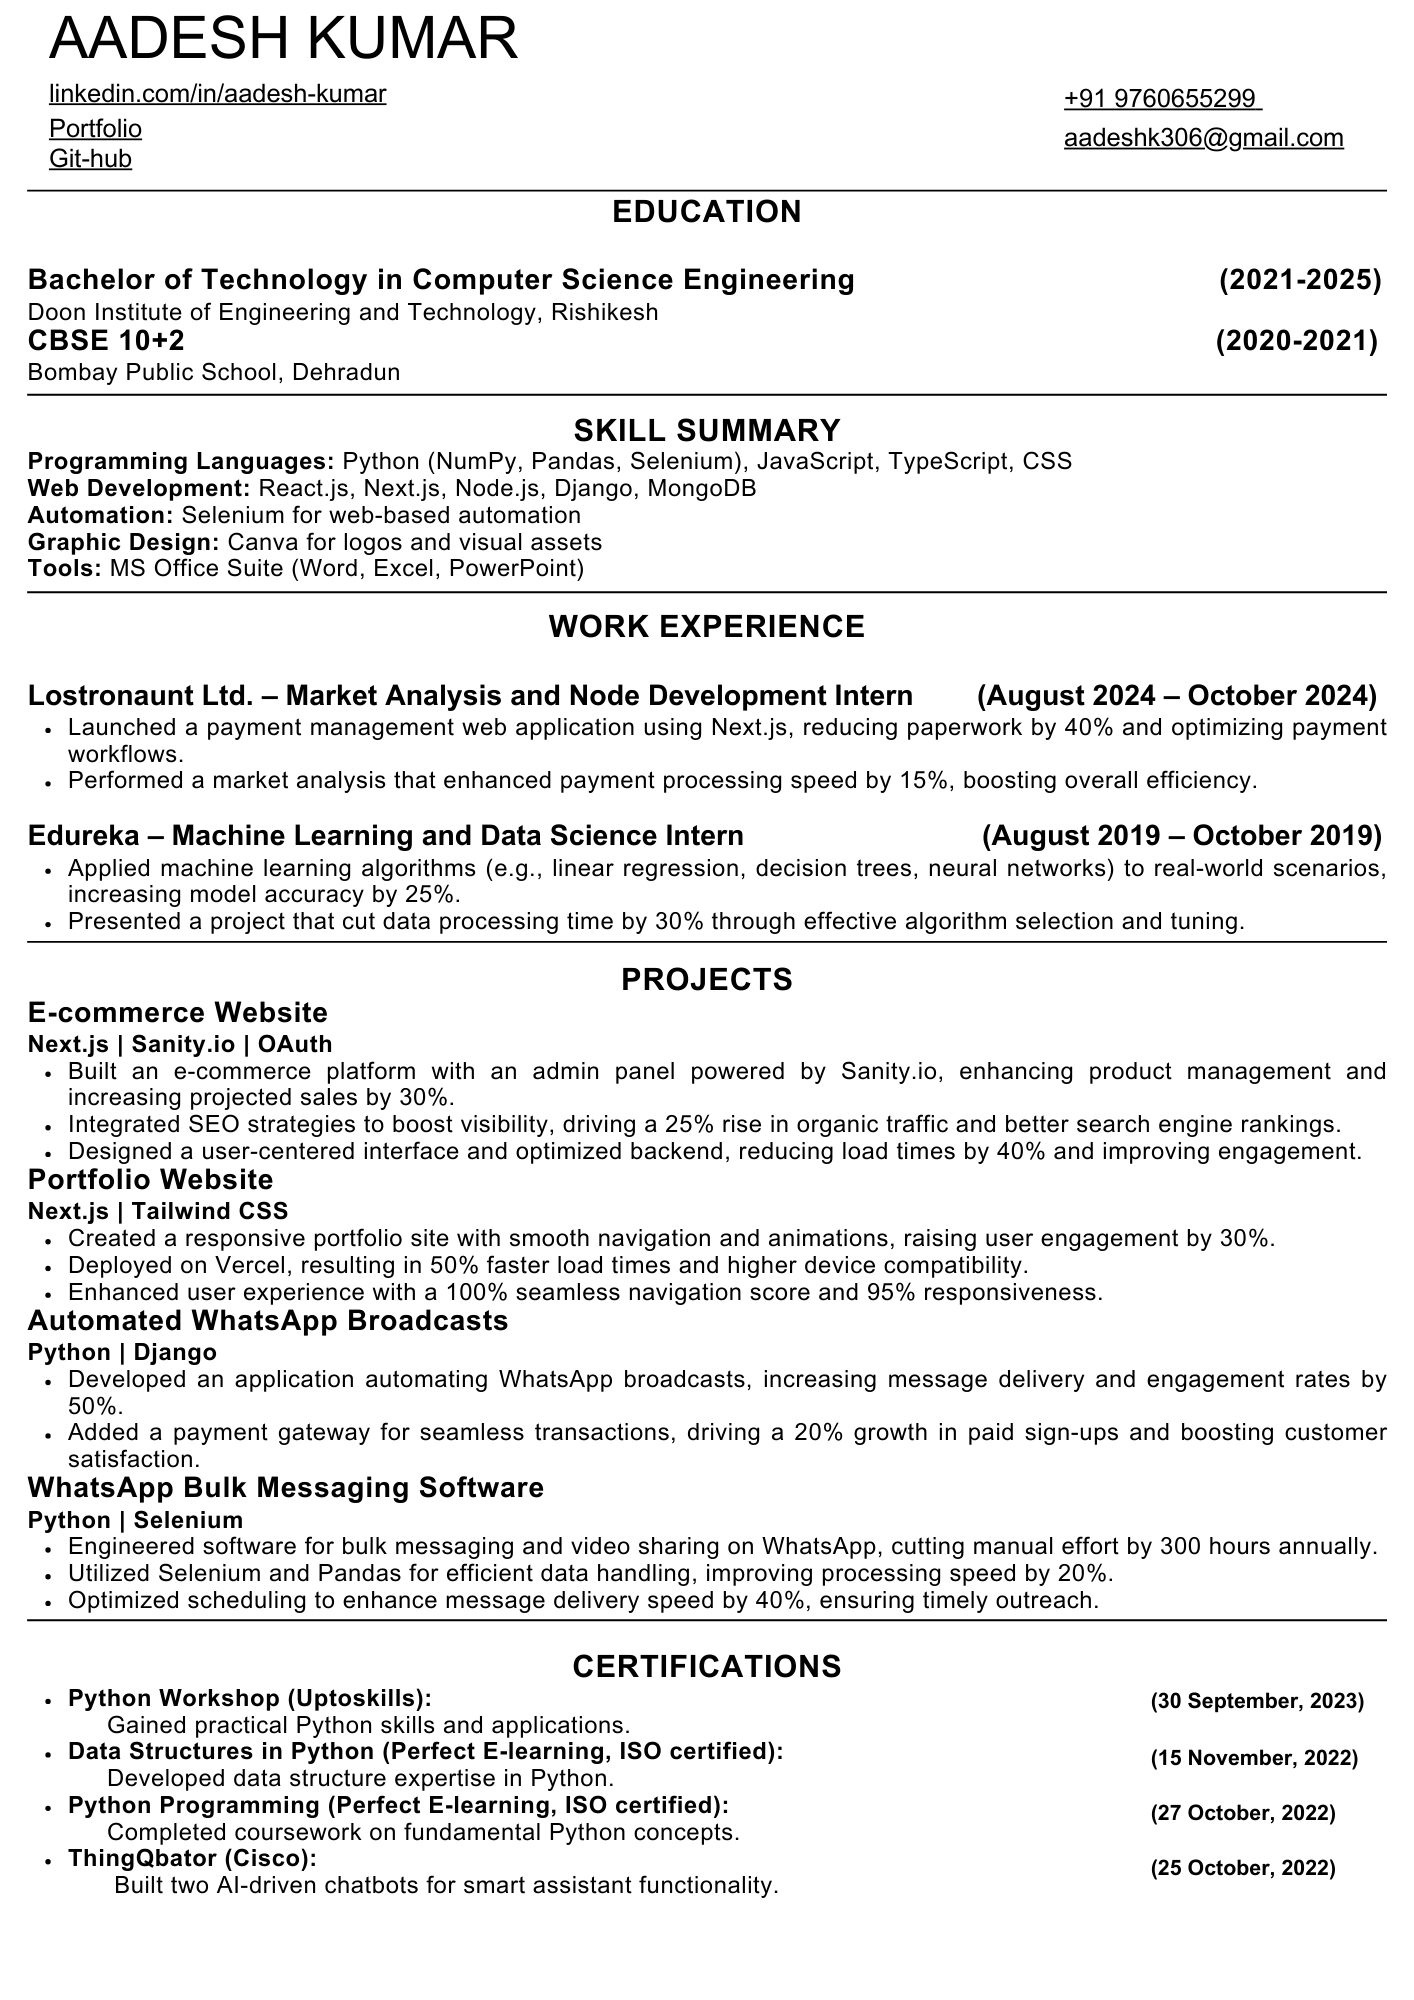 AADESH KUMAR
linkedin.com/in/aadesh-kumar
+91 9760655299
Portfolio
aadeshk306@gmail.com
Git-hub
EDUCATION
Bachelor of Technology in Computer Science Engineering (2021-2025)
Doon Institute of Engineering and Technology, Rishikesh
CBSE 10+2 (2020-2021)
Bombay Public School, Dehradun
SKILL SUMMARY
Programming Languages: Python (NumPy, Pandas, Selenium), JavaScript, TypeScript, CSS
Web Development: React.js, Next.js, Node.js, Django, MongoDB
Automation: Selenium for web-based automation
Graphic Design: Canva for logos and visual assets
Tools: MS Office Suite (Word, Excel, PowerPoint)
WORK EXPERIENCE
Lostronaunt Ltd. – Market Analysis and Node Development Intern (August 2024 – October 2024)
• Launched a payment management web application using Next.js, reducing paperwork by 40% and optimizing payment
workflows.
• Performed a market analysis that enhanced payment processing speed by 15%, boosting overall efficiency.
Edureka – Machine Learning and Data Science Intern (August 2019 – October 2019)
• Applied machine learning algorithms (e.g., linear regression, decision trees, neural networks) to real-world scenarios,
increasing model accuracy by 25%.
• Presented a project that cut data processing time by 30% through effective algorithm selection and tuning.
PROJECTS
E-commerce Website
Next.js | Sanity.io | OAuth
• Built an e-commerce platform with an admin panel powered by Sanity.io, enhancing product management and
increasing projected sales by 30%.
• Integrated SEO strategies to boost visibility, driving a 25% rise in organic traffic and better search engine rankings.
• Designed a user-centered interface and optimized backend, reducing load times by 40% and improving engagement.
Portfolio Website
Next.js | Tailwind CSS
• Created a responsive portfolio site with smooth navigation and animations, raising user engagement by 30%.
• Deployed on Vercel, resulting in 50% faster load times and higher device compatibility.
• Enhanced user experience with a 100% seamless navigation score and 95% responsiveness.
Automated WhatsApp Broadcasts
Python | Django
• Developed an application automating WhatsApp broadcasts, increasing message delivery and engagement rates by
50%.
• Added a payment gateway for seamless transactions, driving a 20% growth in paid sign-ups and boosting customer
satisfaction.
WhatsApp Bulk Messaging Software
Python | Selenium
• Engineered software for bulk messaging and video sharing on WhatsApp, cutting manual effort by 300 hours annually.
• Utilized Selenium and Pandas for efficient data handling, improving processing speed by 20%.
• Optimized scheduling to enhance message delivery speed by 40%, ensuring timely outreach.
CERTIFICATIONS
• Python Workshop (Uptoskills): (30 September, 2023)
Gained practical Python skills and applications.
• Data Structures in Python (Perfect E-learning, ISO certified): (15 November, 2022)
Developed data structure expertise in Python.
• Python Programming (Perfect E-learning, ISO certified): (27 October, 2022)
Completed coursework on fundamental Python concepts.
• ThingQbator (Cisco): (25 October, 2022)
Built two AI-driven chatbots for smart assistant functionality.